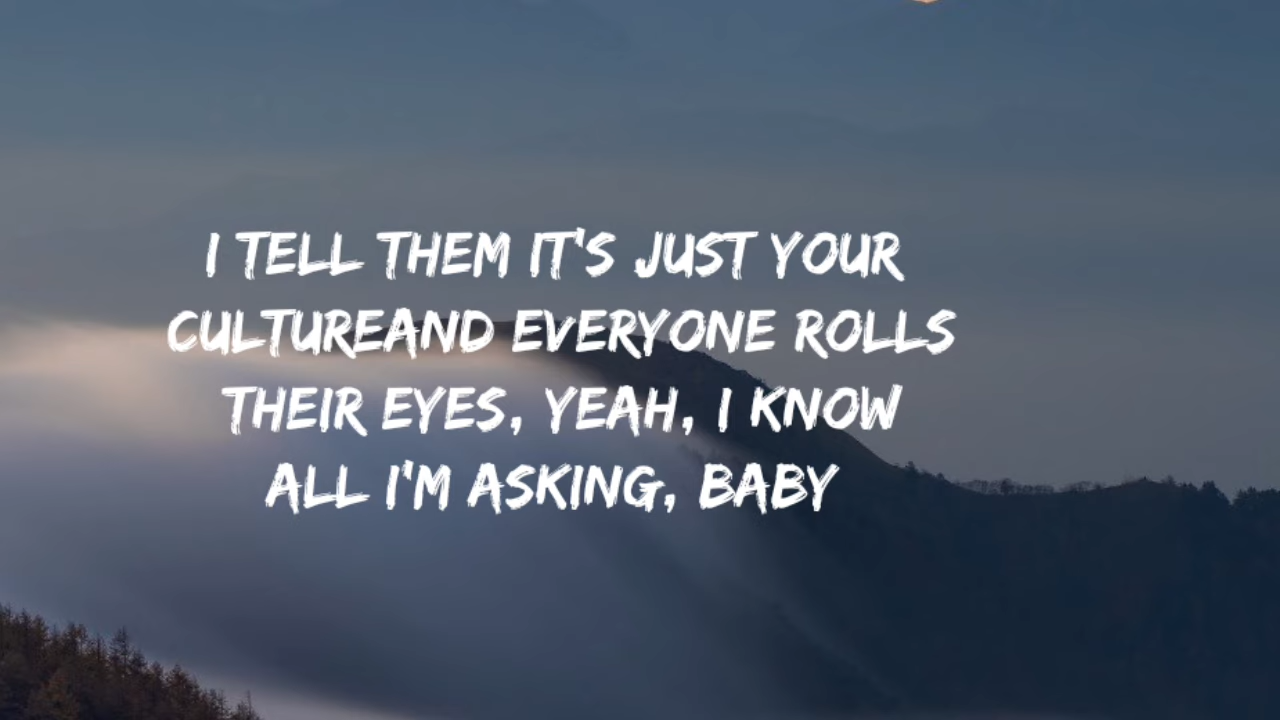 I TELL THEM IT'S JUST YOUR
CULTUREAND EVERYONE ROLLS
THEIR EYES, YEAH, I KNOW
ALL I'M ASKING, BABY